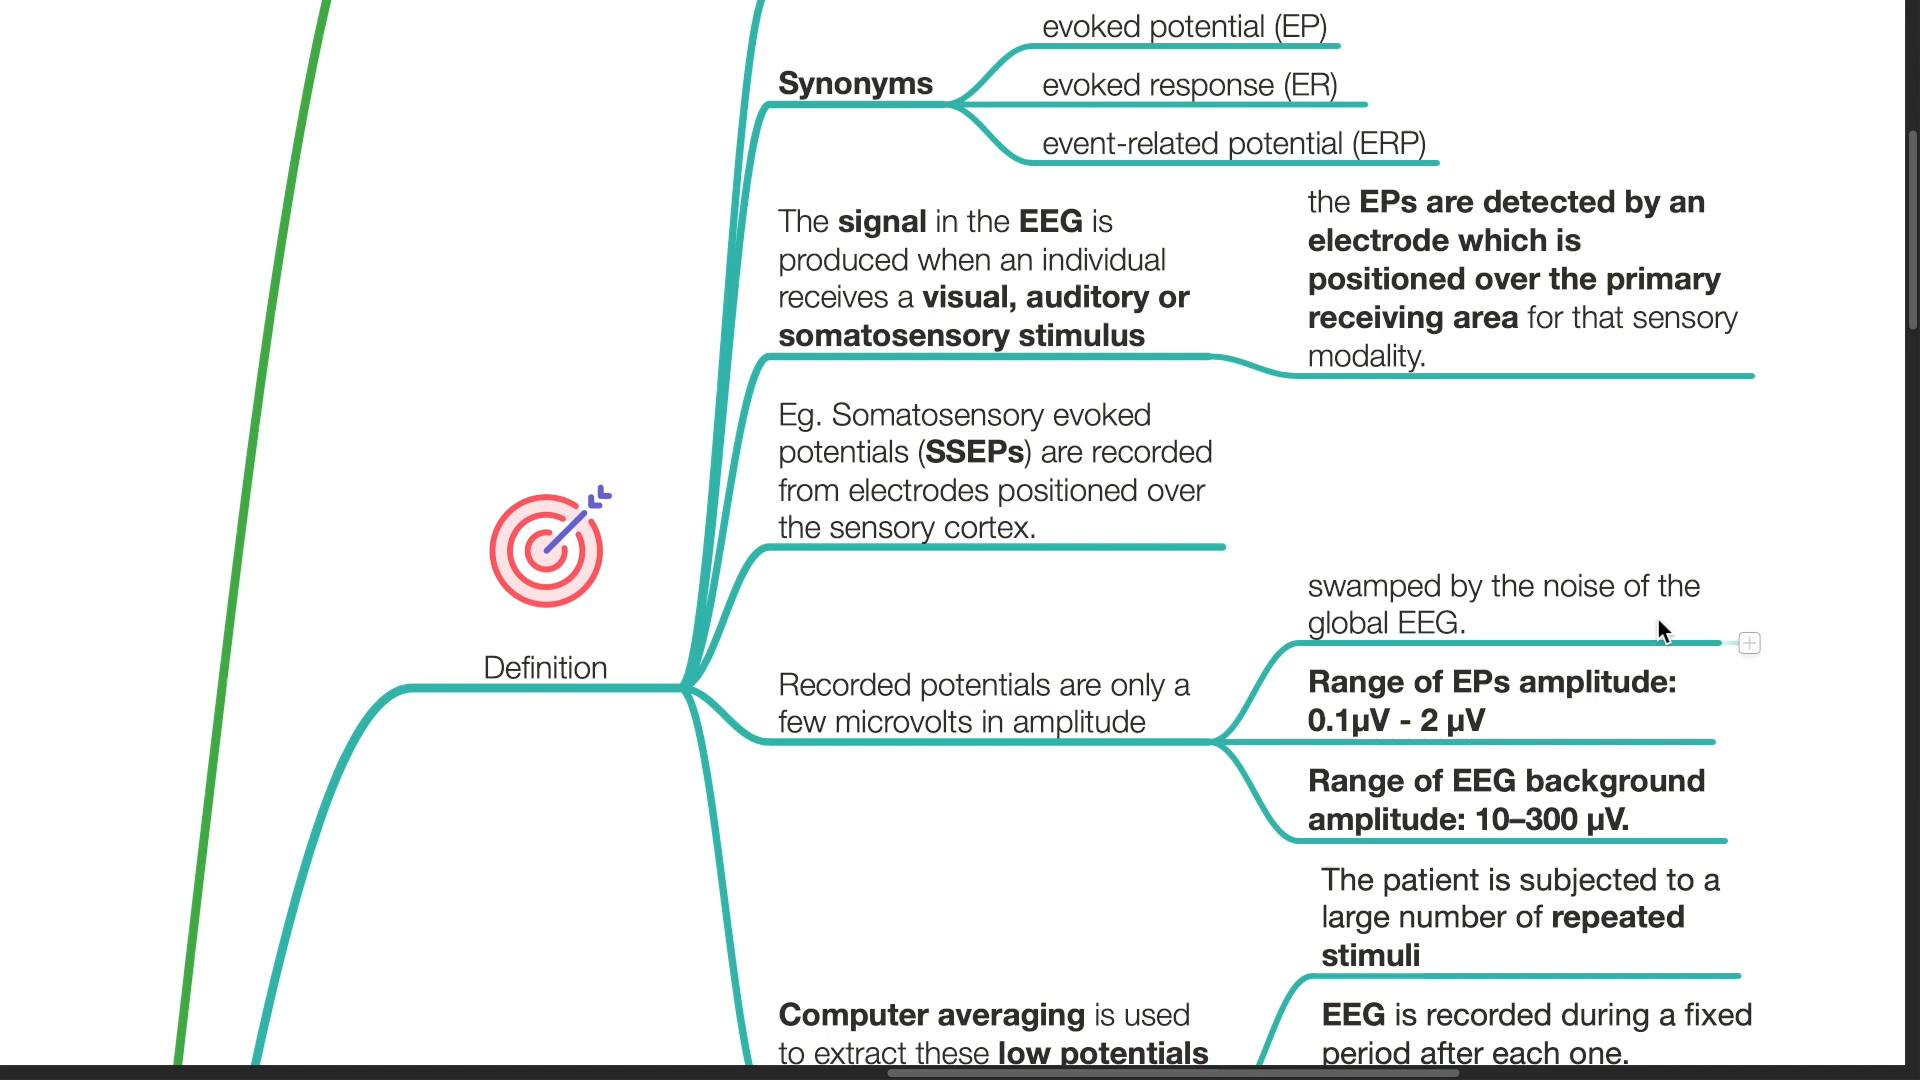 evoked potential (EP)
Synonyms
evoked response (ER)
event-related potential (ERP)
The signal in the EEG is
produced when an individual
receives a visual, auditory or
somatosensory stimulus
the EPs are detected by an
electrode which is
positioned over the primary
receiving area for that sensory
modality.
Eg. Somatosensory evoked
potentials (SSEPs) are recorded
from electrodes positioned over
the sensory cortex.
Definition
Recorded potentials are only a
few microvolts in amplitude
swamped by the noise of the
global EEG.
Range of EPs amplitude:
0.1µV - 2 µV
Range of EEG background
amplitude: 10–300 µV.
Computer averaging is used
to extract these low potentials
The patient is subjected to a
large number of repeated
stimuli
EEG is recorded during a fixed
period after each one.